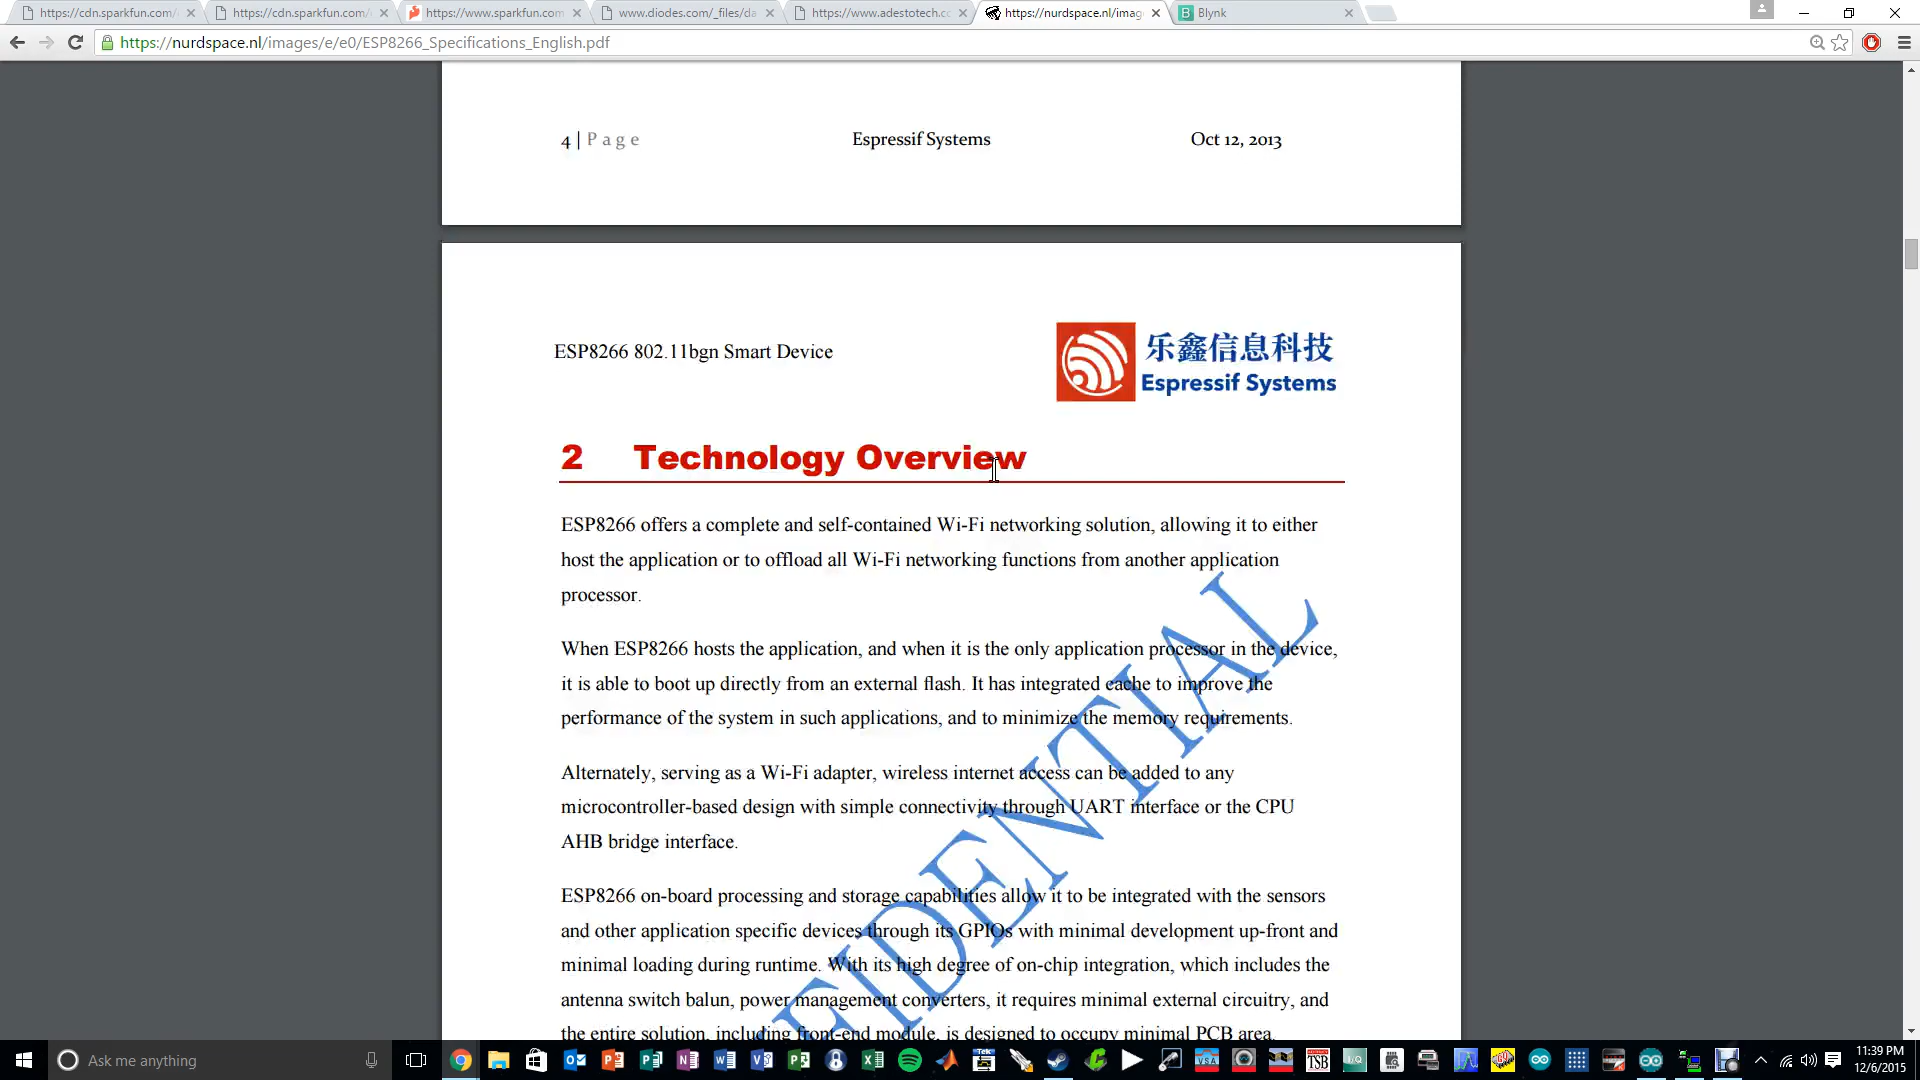 https://cdn.sparkfun.com/
https://cdn.sparkfun.com/
https://www.sparkfun.com
www.diodes.com/_files/da
https://www.adestotech.cc
https://nurdspace.nl/imag
Blynk
https://nurdspace.nl/images/e/e0/ESP8266_Specifications_English.pdf
4 | Page Espressif Systems Oct 12, 2013
ESP8266 802.11bgn Smart Device
乐鑫信息科技
Espressif Systems
2 Technology Overview
ESP8266 offers a complete and self-contained Wi-Fi networking solution, allowing it to either
host the application or to offload all Wi-Fi networking functions from another application
processor.
When ESP8266 hosts the application, and when it is the only application processor in the device,
it is able to boot up directly from an external flash. It has integrated cache to improve the
performance of the system in such applications, and to minimize the memory requirements.
Alternately, serving as a Wi-Fi adapter, wireless internet access can be added to any
microcontroller-based design with simple connectivity through UART interface or the CPU
AHB bridge interface.
ESP8266 on-board processing and storage capabilities allow it to be integrated with the sensors
and other application specific devices through its GPIOs with minimal development up-front and
minimal loading during runtime. With its high degree of on-chip integration, which includes the
antenna switch balun, power management converters, it requires minimal external circuitry, and
the entire solution, including front-end module, is designed to occupy minimal PCB area.
FIDENTIAL
Ask me anything
11:39 PM
12/6/2015